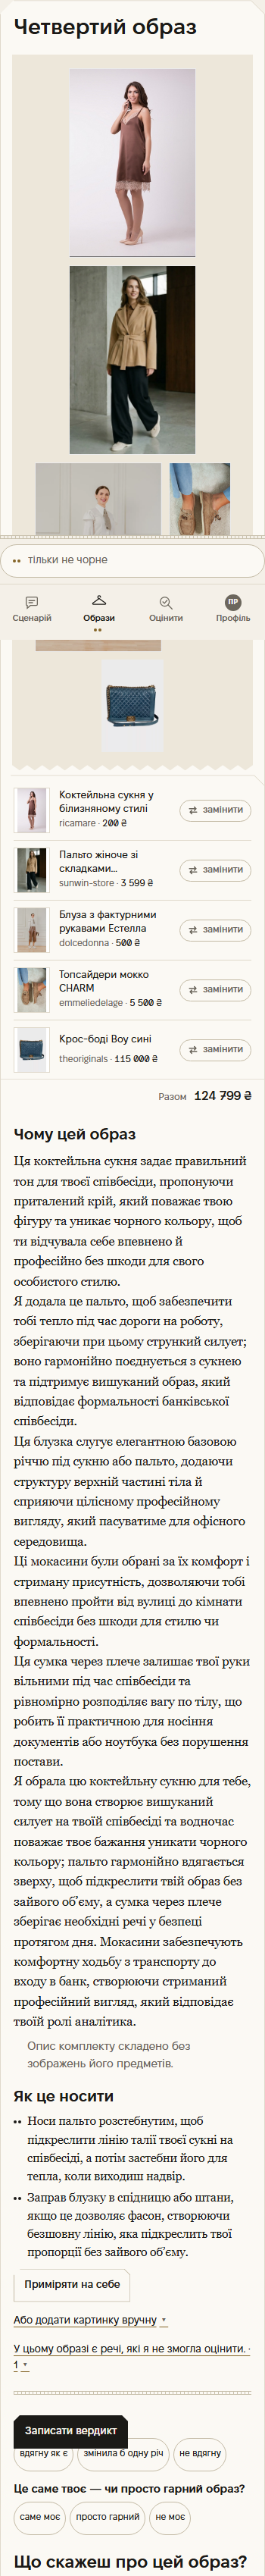 Четвертий образ
тільки не чорне
Сценарій
Образи
Оцінити
ПР
Профіль
Коктейльна сукня у
білизняному стилі
ricamare · 200 ₴
замінити
Пальто жіноче зі
складками...
sunwin-store · 3 599 ₴
замінити
Блуза з фактурними
рукавами Естелла
dolcedonna · 500 ₴
замінити
Топсайдери мокко
CHARM
emmeliedelage · 5 500 ₴
замінити
Крос-боді Boy сині
theoriginals · 115 000 ₴
замінити
Разом 124 799 ₴
Чому цей образ
Ця коктейльна сукня задає правильний
тон для твоєї співбесіди, пропонуючи
приталений крій, який поважає твою
фігуру та уникає чорного кольору, щоб
ти відчувала себе впевнено й
професійно без шкоди для свого
особистого стилю.
Я додала це пальто, щоб забезпечити
тобі тепло під час дороги на роботу,
зберігаючи при цьому стрункий силует;
воно гармонійно поєднується з сукнею
та підтримує вишуканий образ, який
відповідає формальності банківської
співбесіди.
Ця блузка слугує елегантною базовою
річчю під сукню або пальто, додаючи
структуру верхній частині тіла й
сприяючи цілісному професійному
вигляду, який пасуватиме для офісного
середовища.
Ці мокасини були обрані за їх комфорт і
стриману присутність, дозволяючи тобі
впевнено пройти від вулиці до кімнати
співбесіди без шкоди для стилю чи
формальності.
Ця сумка через плече залишає твої руки
вільними під час співбесіди та
рівномірно розподіляє вагу по тілу, що
робить її практичною для носіння
документів або ноутбука без порушення
постави.
Я обрала цю коктейльну сукню для тебе,
тому що вона створює вишуканий
силует на твоїй співбесіді та водночас
поважає твоє бажання уникати чорного
кольору; пальто гармонійно вдягається
зверху, щоб підкреслити твій образ без
зайвого об’єму, а сумка через плече
зберігає необхідні речі у безпеці
протягом дня. Мокасини забезпечують
комфортну ходьбу з транспорту до
входу в банк, створюючи стриманий
професійний вигляд, який відповідає
твоїй ролі аналітика.
Опис комплекту складено без
зображень його предметів.
Як це носити
Носи пальто розстебнутим, щоб
підкреслити лінію талії твоєї сукні на
співбесіді, а потім застебни його для
тепла, коли виходиш надвір.
Заправ блузку в спідницю або штани,
якщо це дозволяє фасон, створюючи
безшовну лінію, яка підкреслить твої
пропорції без зайвого об’єму.
Приміряти на себе
Або додати картинку вручну
У цьому образі є речі, які я не змогла оцінити. ·
1
Записати вердикт
вдягну як є
змінила б одну річ
не вдягну
Це саме твоє — чи просто гарний образ?
саме моє
просто гарний
не моє
Що скажеш про цей образ?